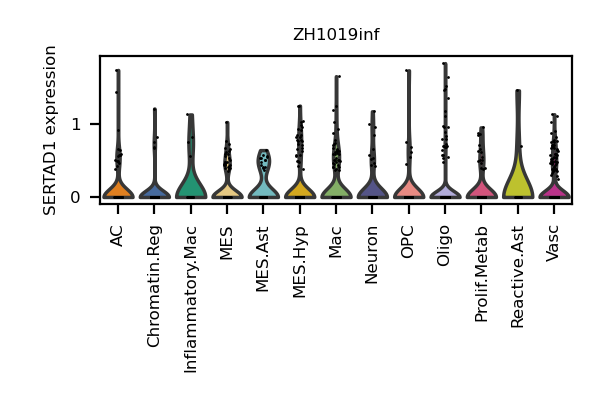 ZH1019inf
SERTAD1 expression
1
0
AC
Chromatin.Reg
Inflammatory.Mac
MES
MES.Ast
MES.Hyp
Mac
Neuron
OPC
Oligo
Prolif.Metab
Reactive.Ast
Vasc